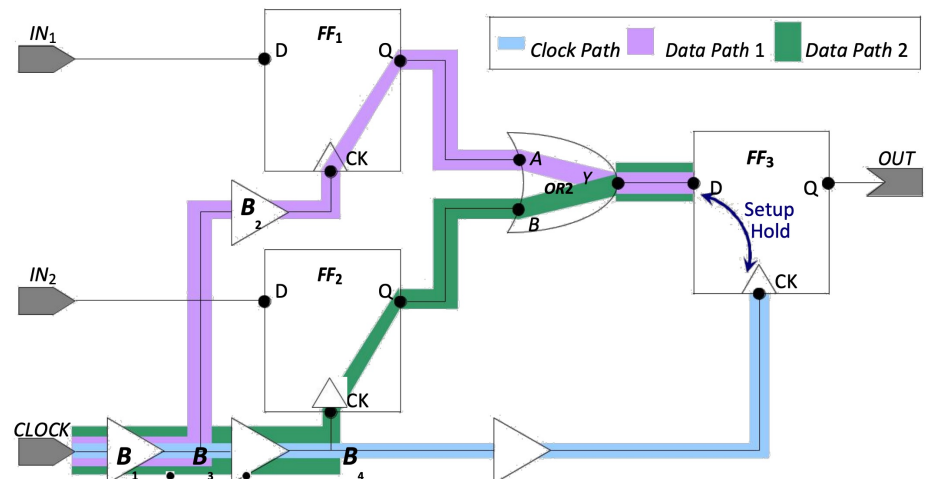 IN1
D
FF1
Q
CK
Clock Path
Data Path 1
Data Path 2
B2
A
Y
OR2
B
FF3
D
Q
OUT
Setup
Hold
CK
IN2
D
FF2
Q
CK
CLOCK
B1
B3
B4